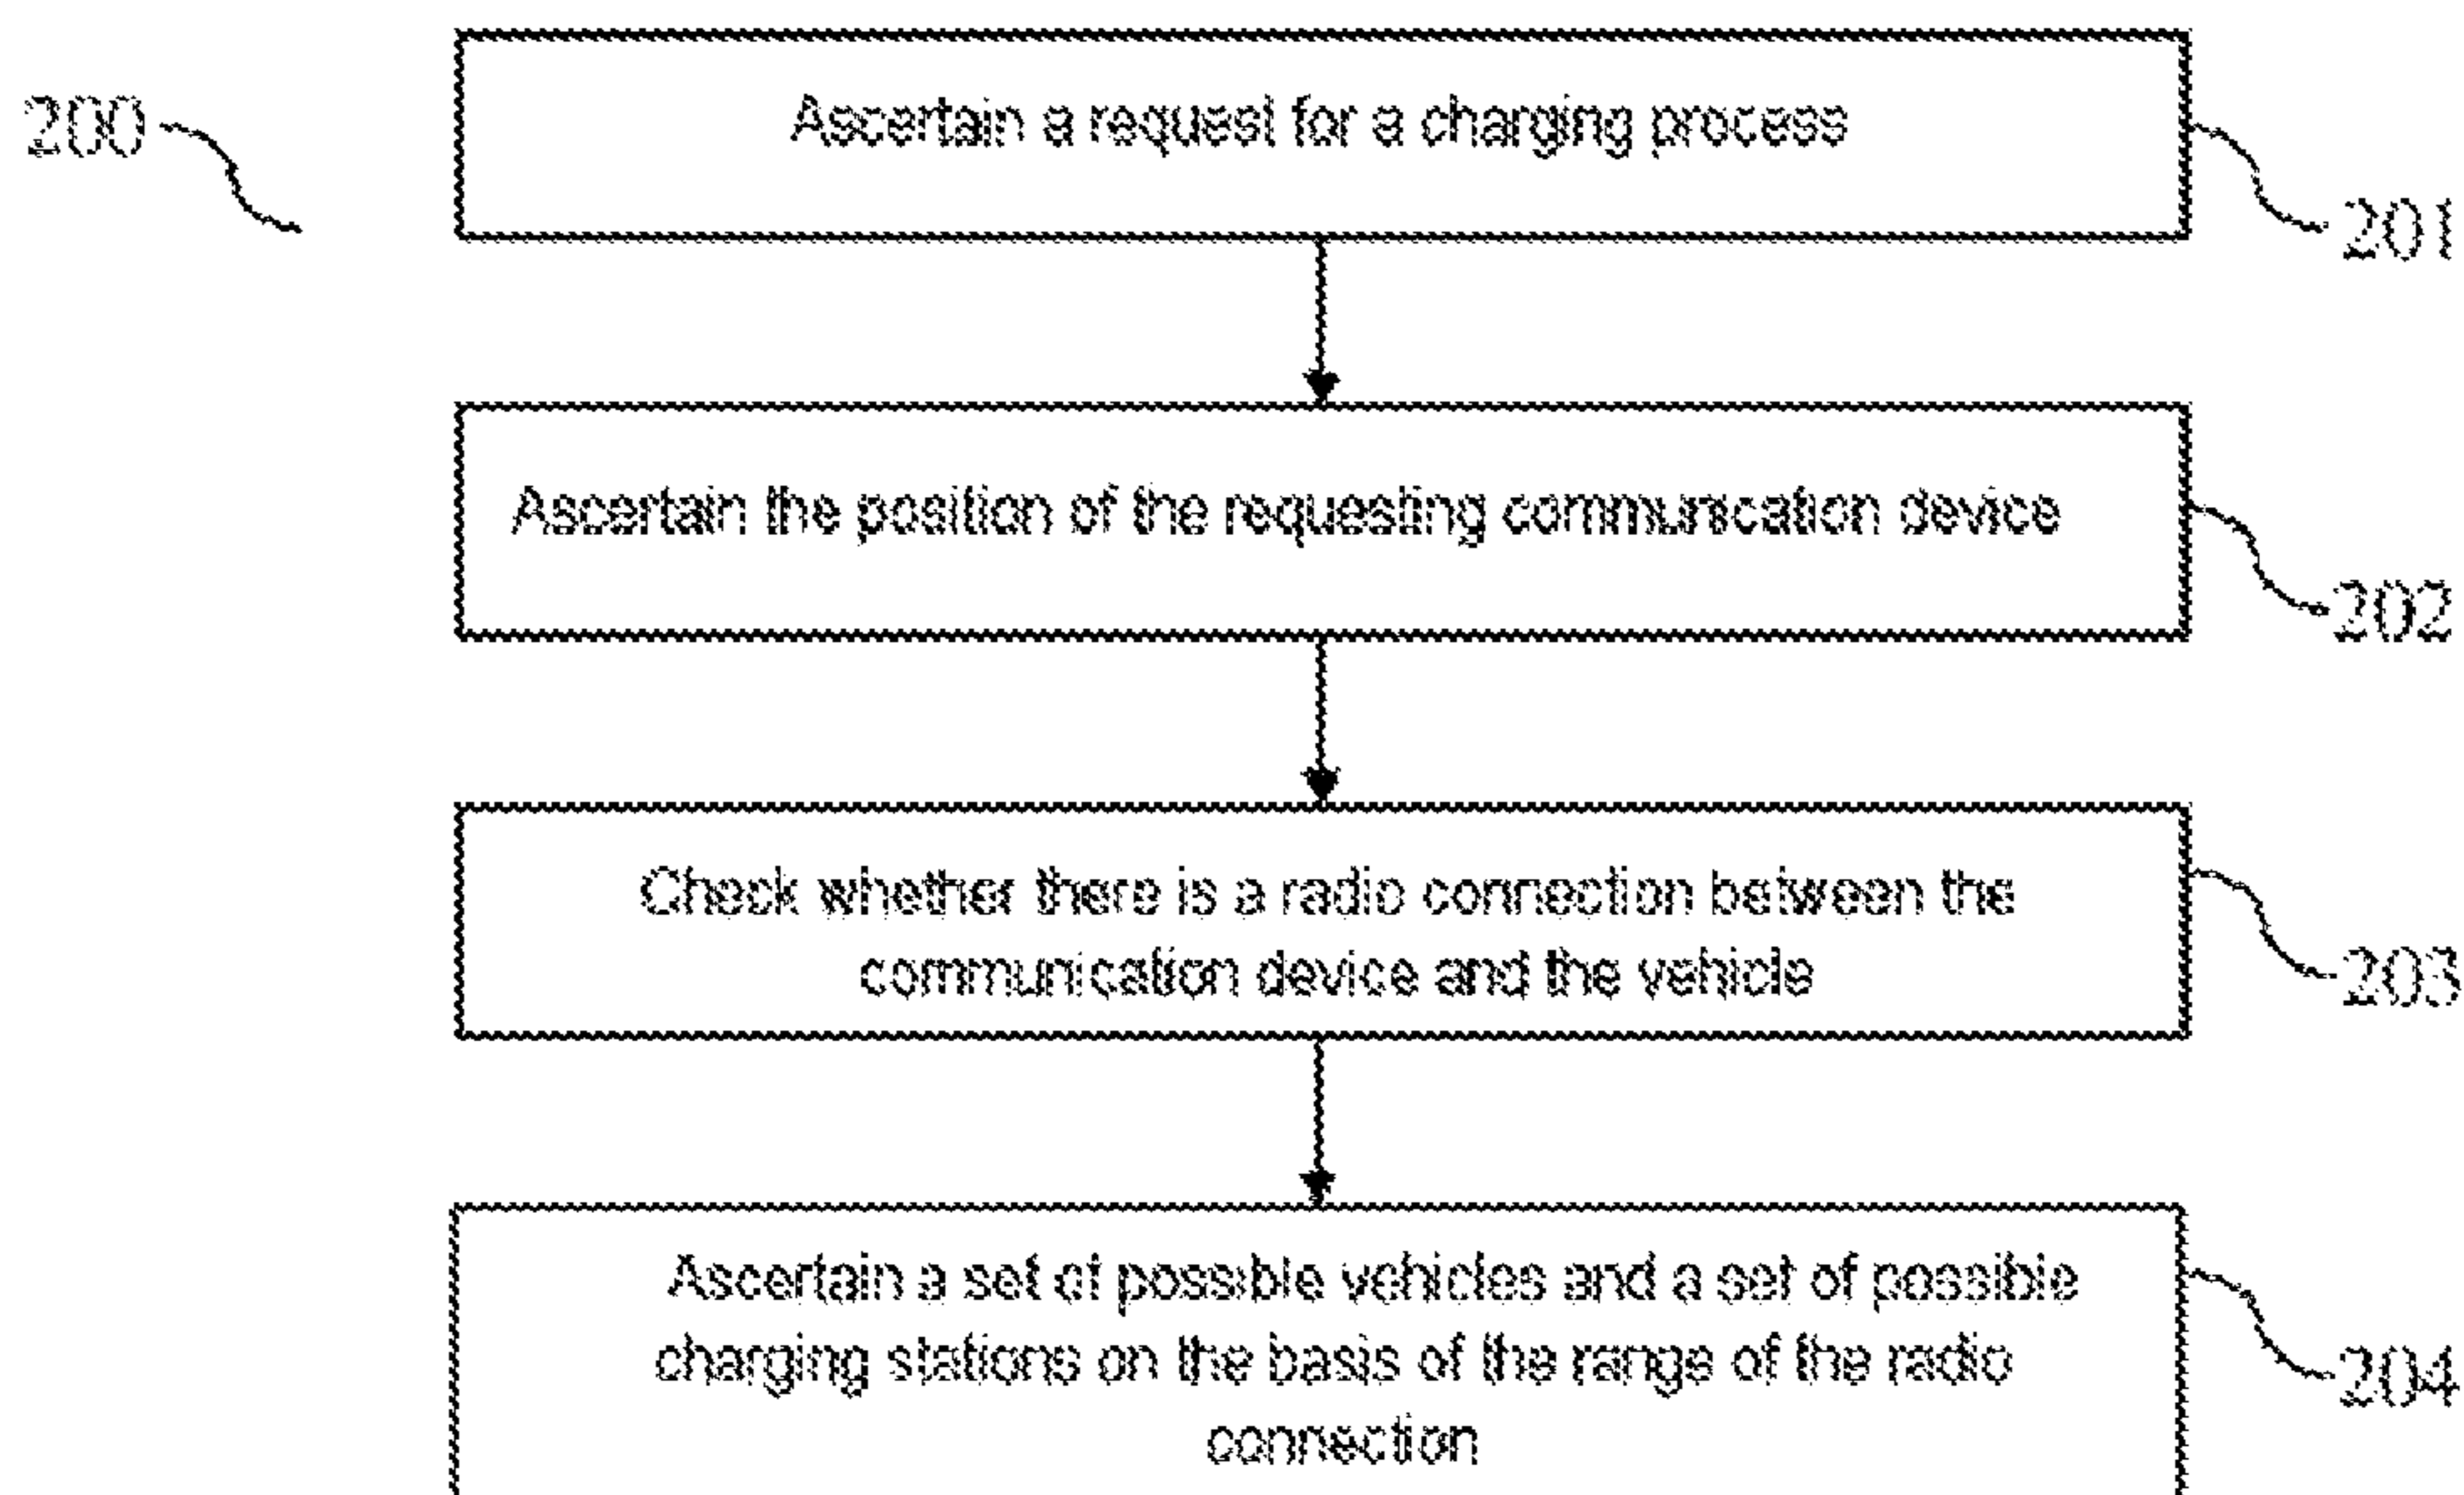 200
Ascertain a request for a charging process
201
Ascertain the position of the requesting communication device
202
Check whether there is a radio connection between the
communication device and the vehicle
203
Ascertain a set of possible vehicles and a set of possible
charging stations on the basis of the range of the radio
connection
204